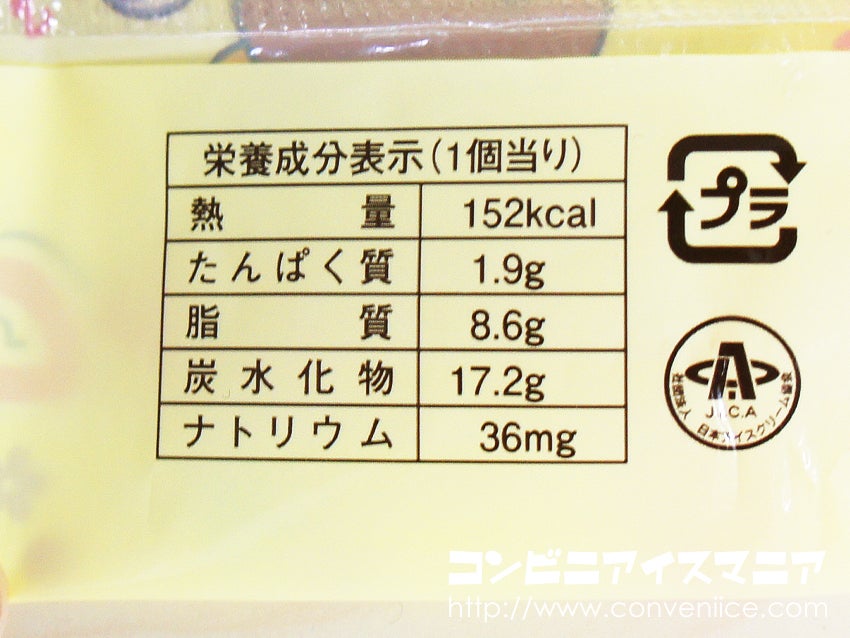 栄養成分表示(1個当り)
熱量 152kcal
たんぱく質 1.9g
脂質 8.6g
炭水化物 17.2g
ナトリウム 36mg
プラ
J.I.C.A
社団法人 日本アイスクリーム協会
コンビニアイスマニア
http://www.conveniice.com/